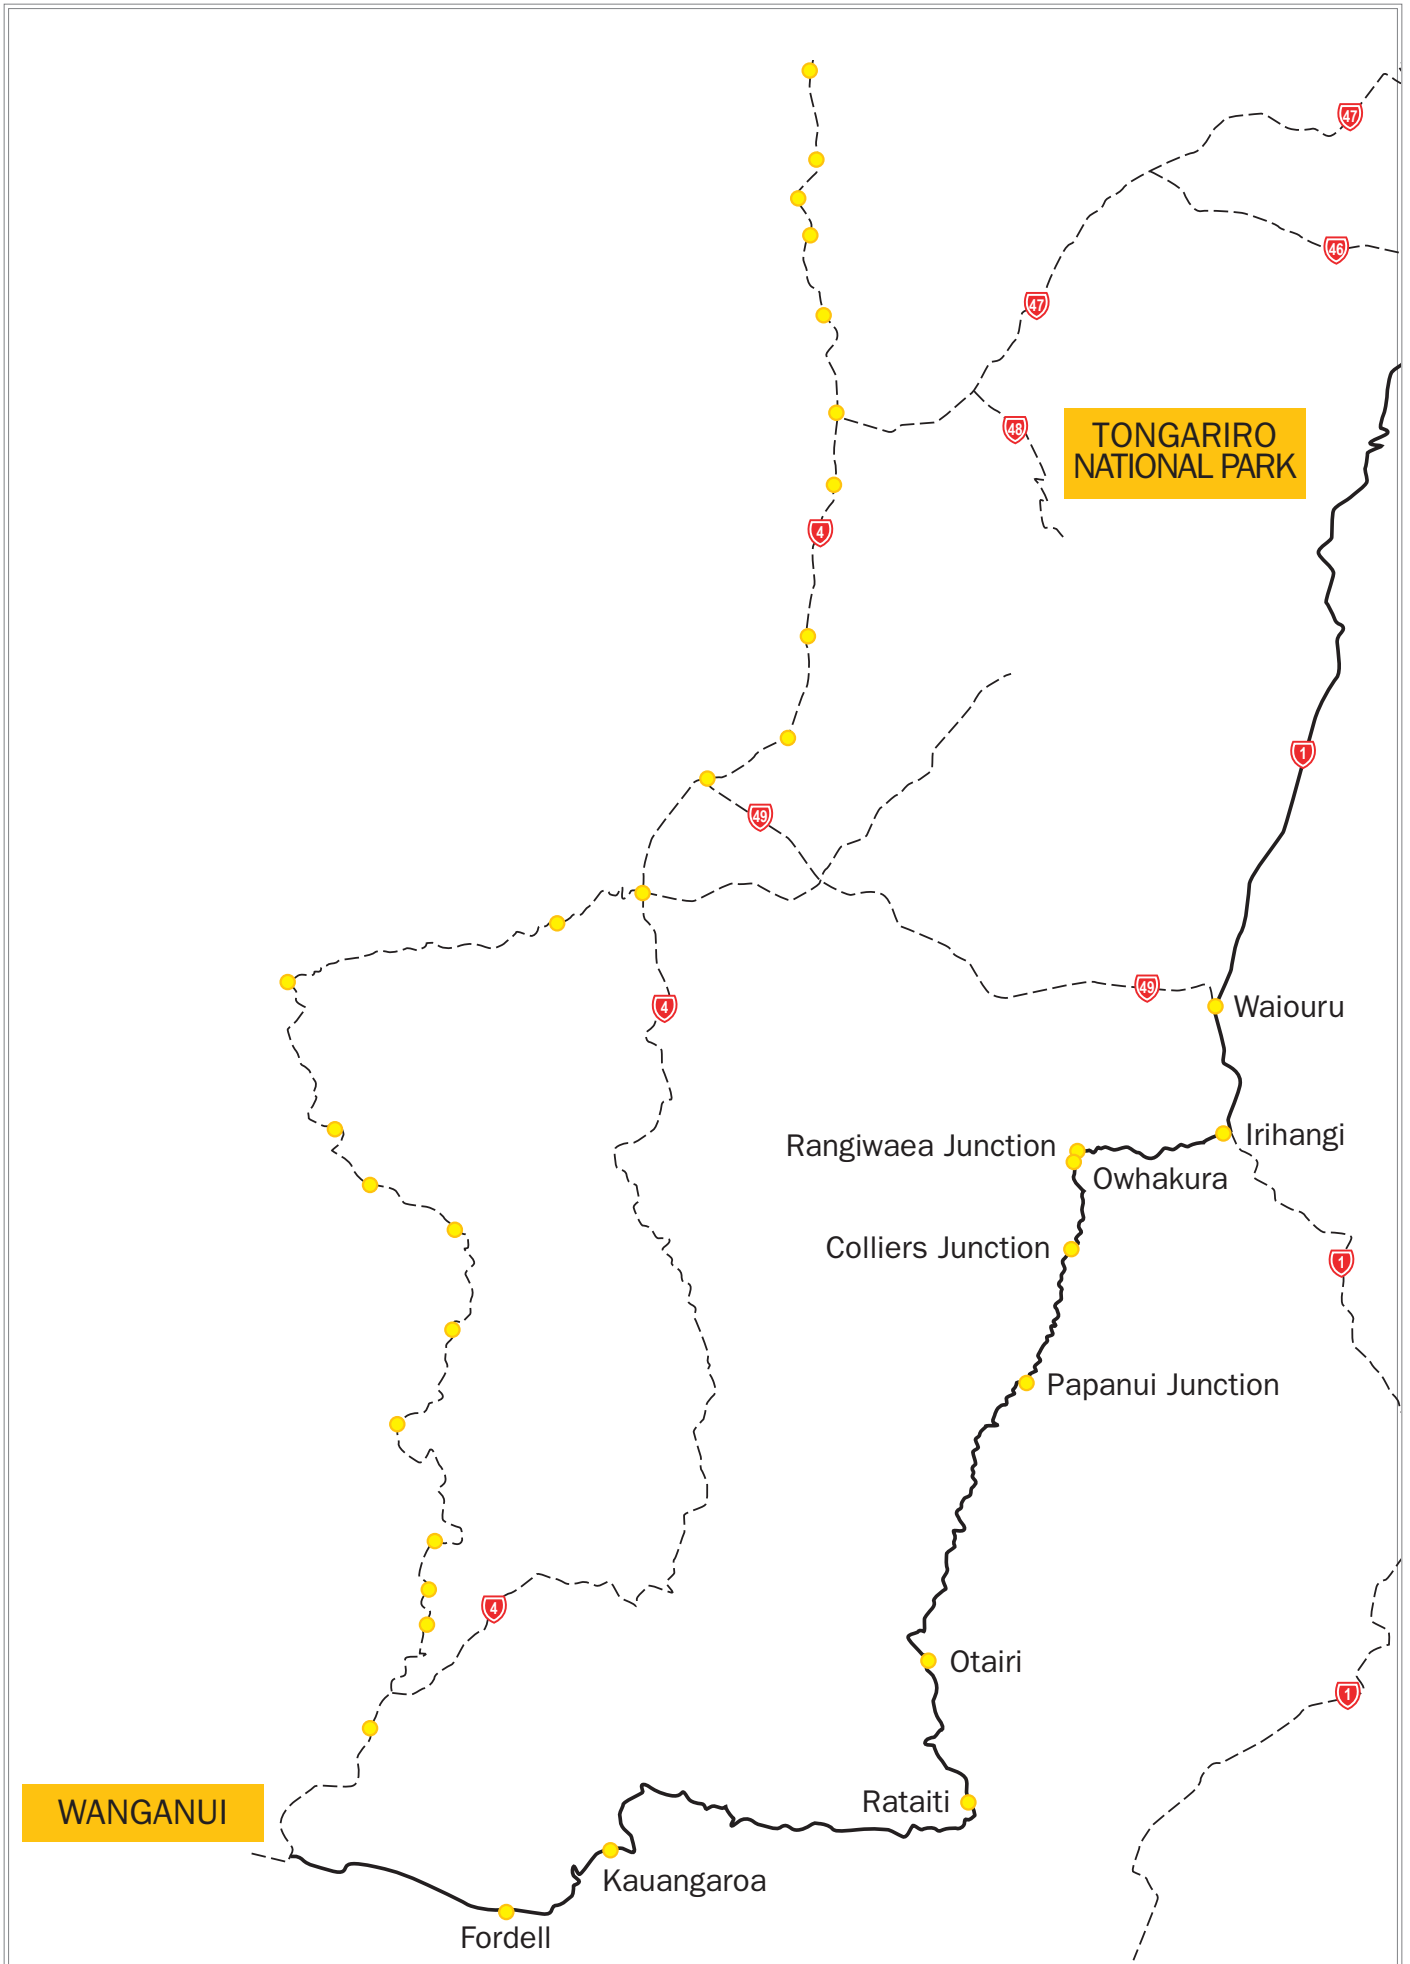 47
46
47
48
TONGARIRO
NATIONAL PARK
4
1
49
49
4
Waiouru
Irihangi
Rangiwaea Junction
Owhakura
Colliers Junction
1
Papanui Junction
4
Otairi
1
Rataiti
WANGANUI
Kauangaroa
Fordell